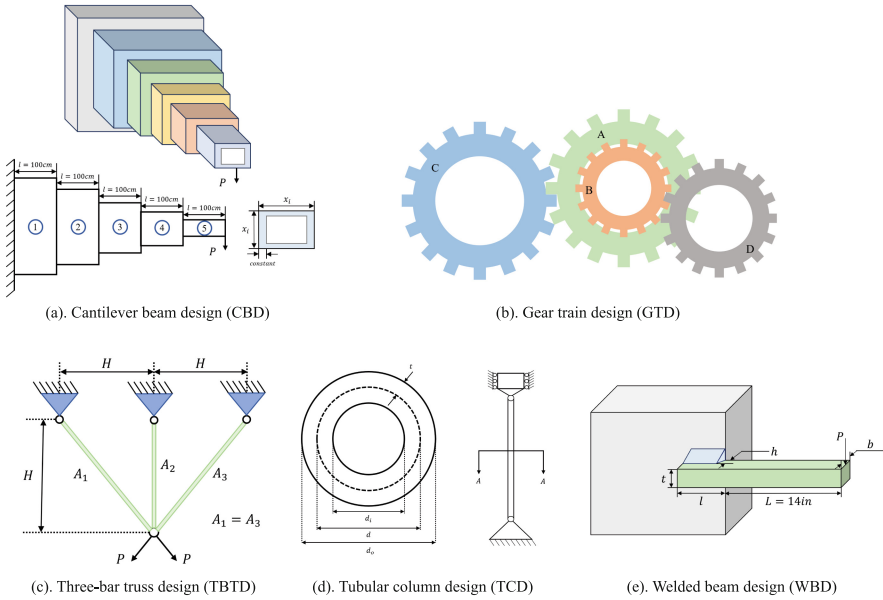 P
l = 100cm
l = 100cm
l = 100cm
l = 100cm
l = 100cm
1
2
3
4
5
P
x_i
x_i
constant
A
B
C
D
(a). Cantilever beam design (CBD)
(b). Gear train design (GTD)
H
H
H
A_1
A_2
A_3
A_1 = A_3
P
P
t
d_i
d
d_o
A
A
P
b
h
t
l
L = 14in
(c). Three-bar truss design (TBTD)
(d). Tubular column design (TCD)
(e). Welded beam design (WBD)